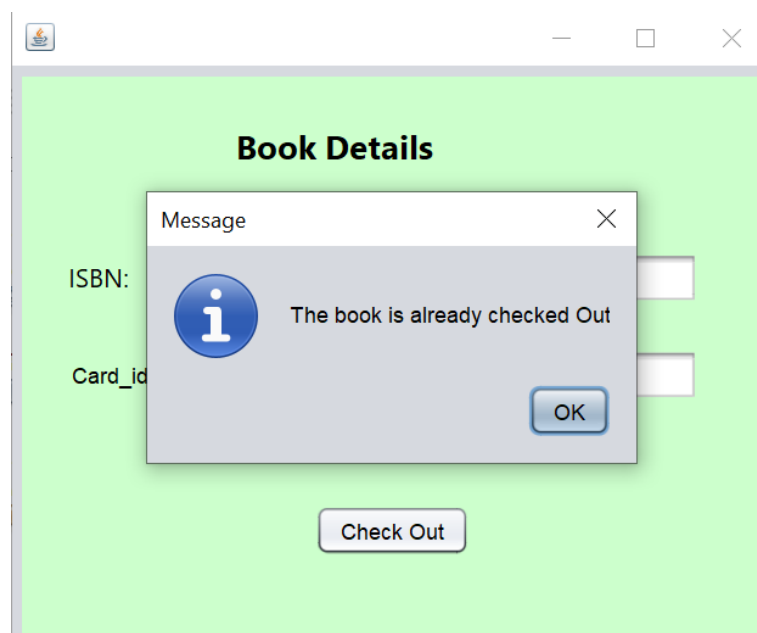 Book Details
Message
ISBN:
The book is already checked Out
Card_id
OK
Check Out